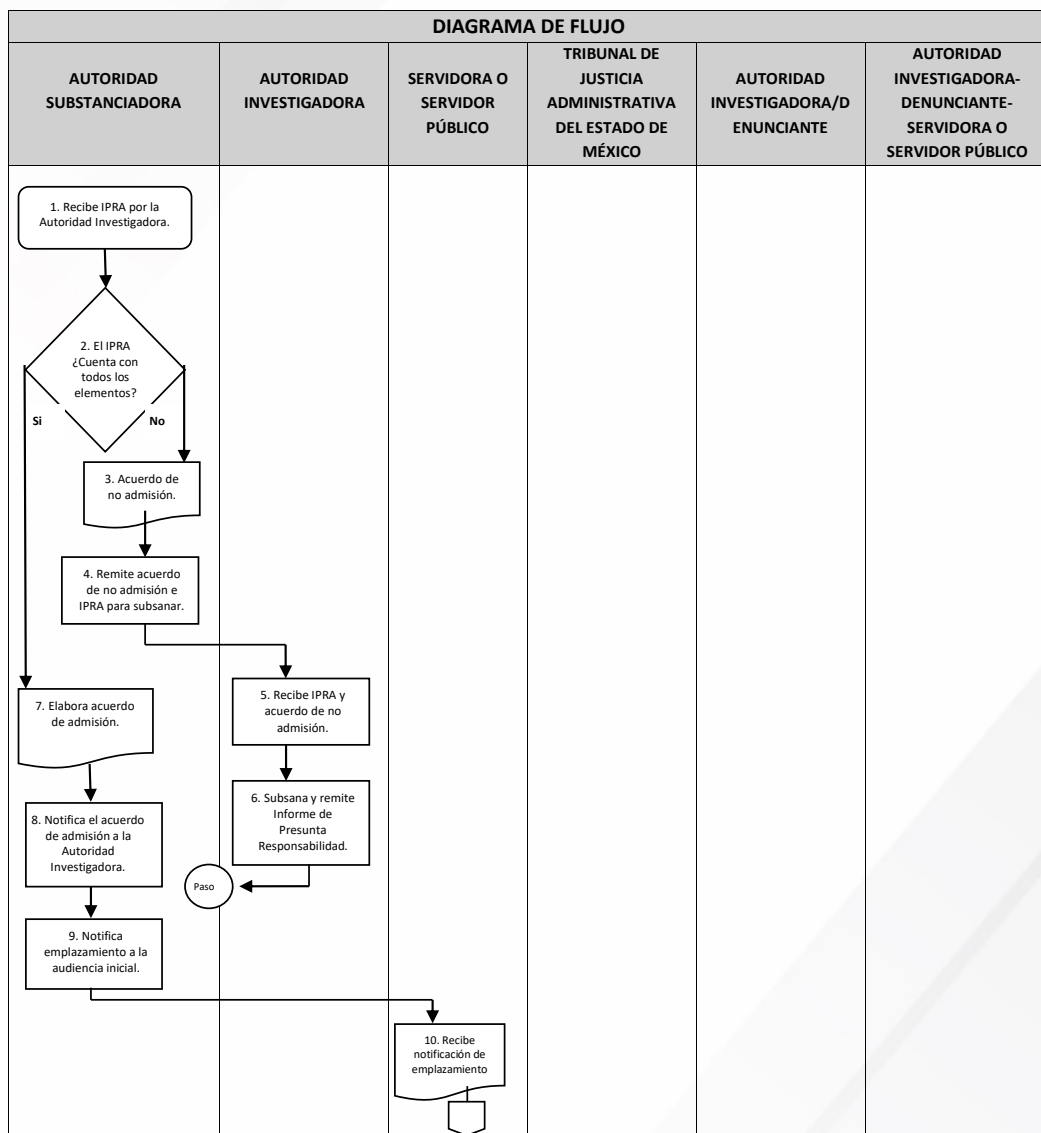 DIAGRAMA DE FLUJO
AUTORIDAD
SUBSTANCIADORA
AUTORIDAD
INVESTIGADORA
SERVIDORA O
SERVIDOR
PÚBLICO
TRIBUNAL DE
JUSTICIA
ADMINISTRATIVA
DEL ESTADO DE
MÉXICO
AUTORIDAD
INVESTIGADORA/D
ENUNCIANTE
AUTORIDAD
INVESTIGADORA-
DENUNCIANTE-
SERVIDORA O
SERVIDOR PÚBLICO
1. Recibe IPRA por la
Autoridad Investigadora.
2. El IPRA
¿Cuenta con
todos los
elementos?
Si
No
3. Acuerdo de
no admisión.
4. Remite acuerdo
de no admisión e
IPRA para subsanar.
5. Recibe IPRA y
acuerdo de no
admisión.
6. Subsana y remite
Informe de
Presunta
Responsabilidad.
Paso
7. Elabora acuerdo
de admisión.
8. Notifica el acuerdo
de admisión a la
Autoridad
Investigadora.
9. Notifica
emplazamiento a la
audiencia inicial.
10. Recibe
notificación de
emplazamiento